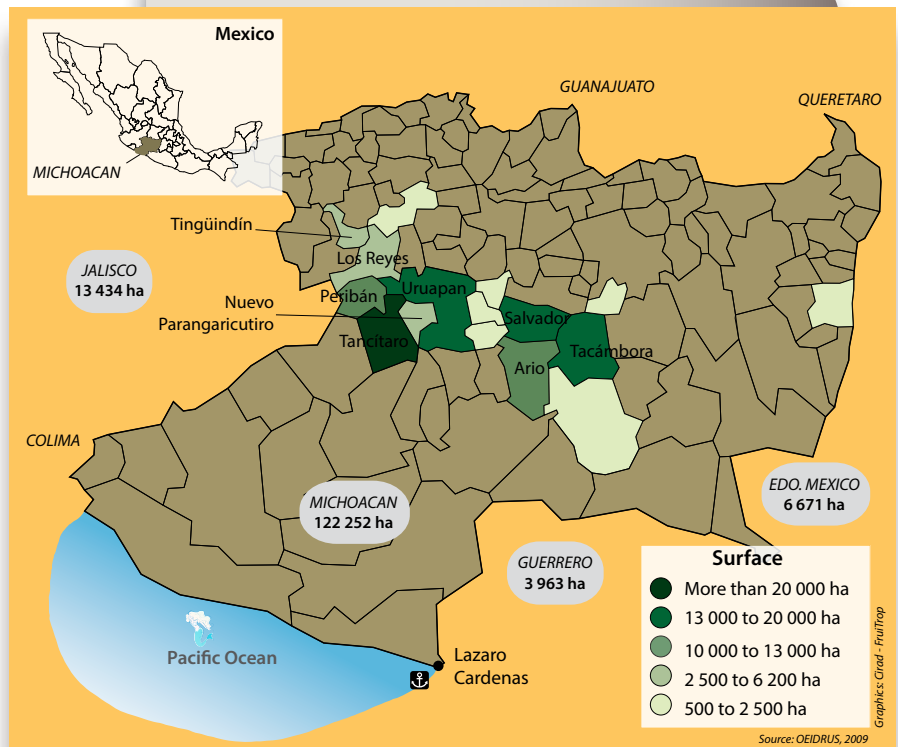 Mexico
MICHOACAN
GUANAJUATO
QUERETARO
Tingüindín
Los Reyes
JALISCO
13 434 ha
Peribán
Uruapan
Nuevo
Parangaricutiro
Salvador
Tancítaro
Tacámbora
Ario
COLIMA
EDO. MEXICO
6 671 ha
MICHOACAN
122 252 ha
GUERRERO
3 963 ha
Pacific Ocean
Lazaro
Cardenas
Surface
More than 20 000 ha
13 000 to 20 000 ha
10 000 to 13 000 ha
2 500 to 6 200 ha
500 to 2 500 ha
Graphics: Cirad - FruiTrop
Source: OEIDRUS, 2009